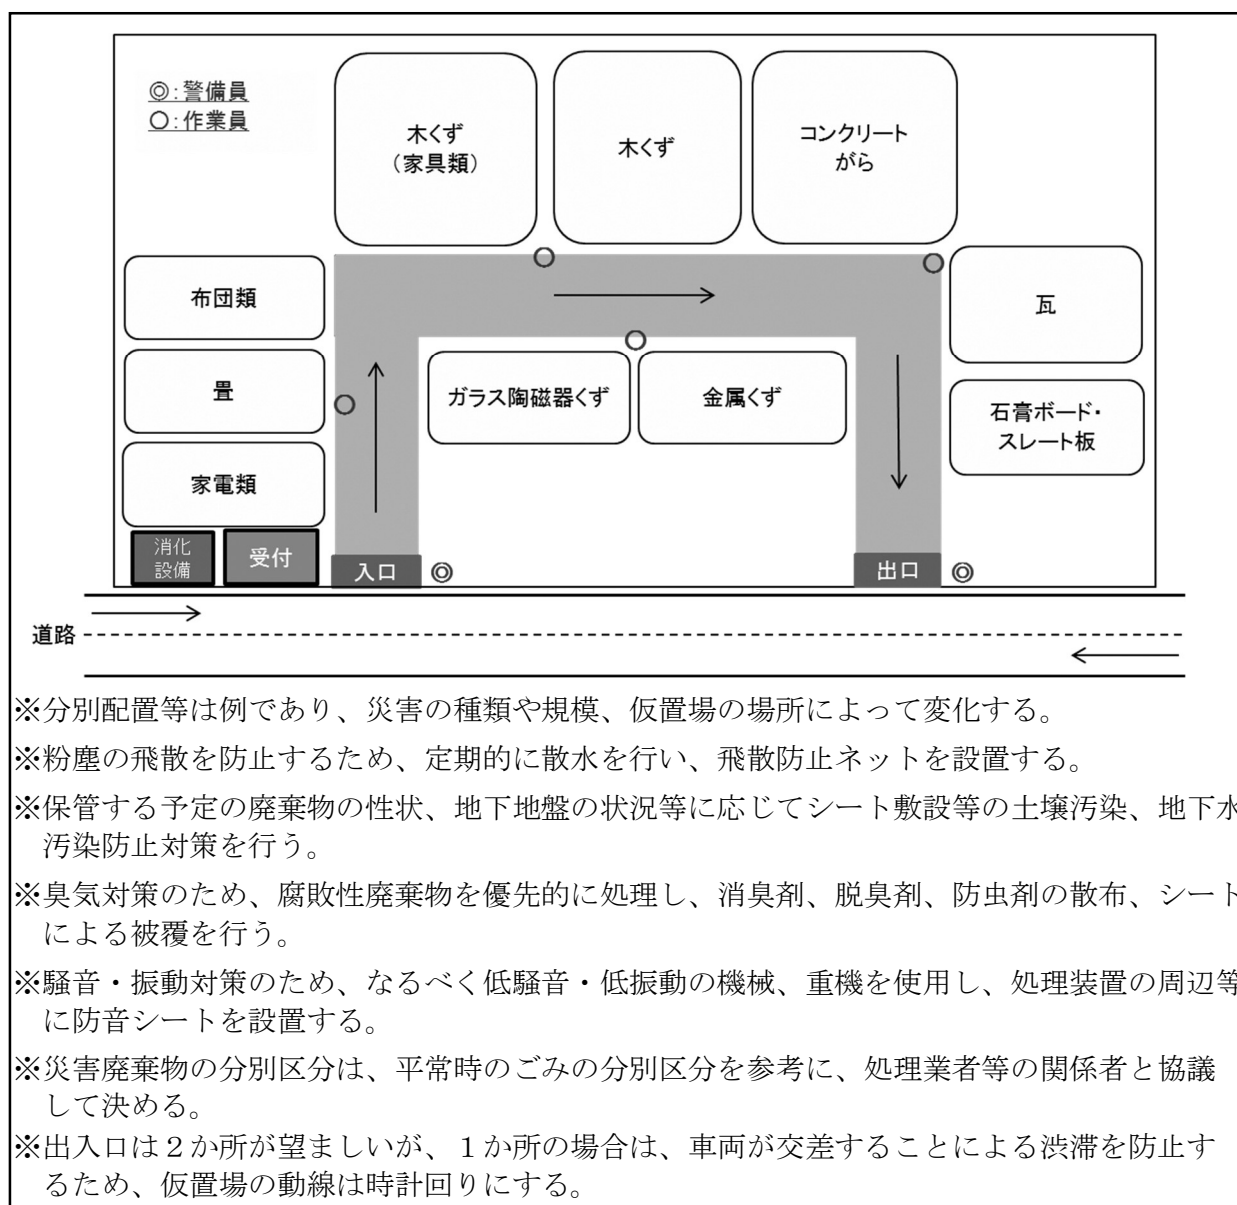 ◎:警備員
○:作業員
木くず
（家具類）
木くず
コンクリート
がら
布団類
瓦
畳
ガラス陶磁器くず
金属くず
石膏ボード・
スレート板
家電類
消化
設備
受付
入口
◎
出口
◎
道路
※分別配置等は例であり、災害の種類や規模、仮置場の場所によって変化する。
※粉塵の飛散を防止するため、定期的に散水を行い、飛散防止ネットを設置する。
※保管する予定の廃棄物の性状、地下地盤の状況等に応じてシート敷設等の土壌汚染、地下水
汚染防止対策を行う。
※臭気対策のため、腐敗性廃棄物を優先的に処理し、消臭剤、脱臭剤、防虫剤の散布、シート
による被覆を行う。
※騒音・振動対策のため、なるべく低騒音・低振動の機械、重機を使用し、処理装置の周辺等
に防音シートを設置する。
※災害廃棄物の分別区分は、平常時のごみの分別区分を参考に、処理業者等の関係者と協議
して決める。
※出入口は２か所が望ましいが、１か所の場合は、車両が交差することによる渋滞を防止す
るため、仮置場の動線は時計回りにする。